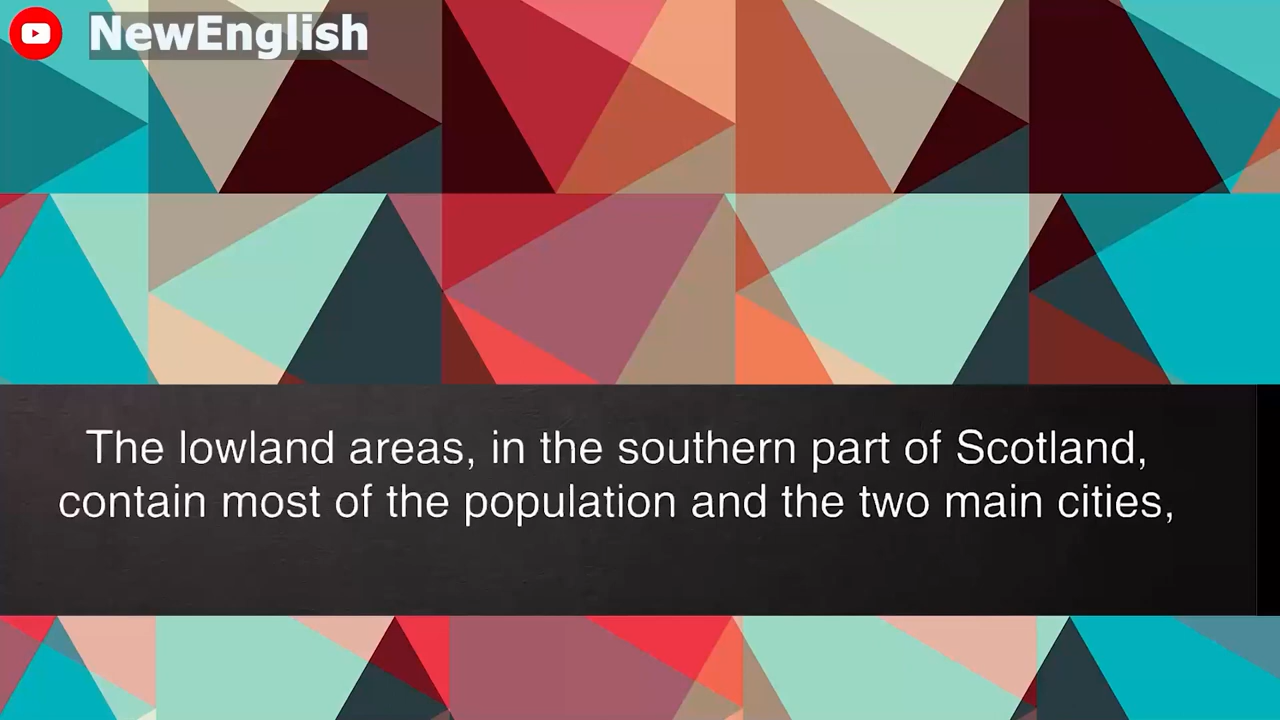 NewEnglish
The lowland areas, in the southern part of Scotland,
contain most of the population and the two main cities,